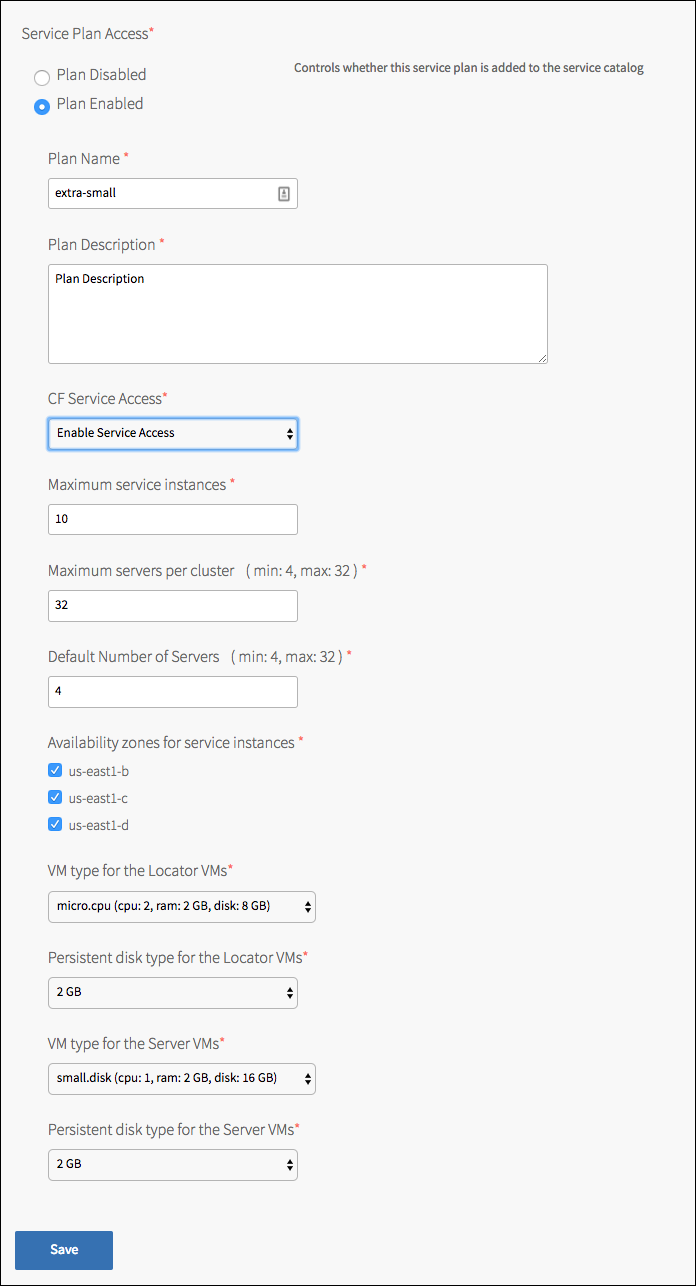 Service Plan Access*
Plan Disabled
Controls whether this service plan is added to the service catalog
Plan Enabled
Plan Name *
extra-small
Plan Description *
Plan Description
CF Service Access*
Enable Service Access
Maximum service instances *
10
Maximum servers per cluster ( min: 4, max: 32 ) *
32
Default Number of Servers ( min: 4, max: 32 ) *
4
Availability zones for service instances *
us-east1-b
us-east1-c
us-east1-d
VM type for the Locator VMs*
micro.cpu (cpu: 2, ram: 2 GB, disk: 8 GB)
Persistent disk type for the Locator VMs*
2 GB
VM type for the Server VMs*
small.disk (cpu: 1, ram: 2 GB, disk: 16 GB)
Persistent disk type for the Server VMs*
2 GB
Save